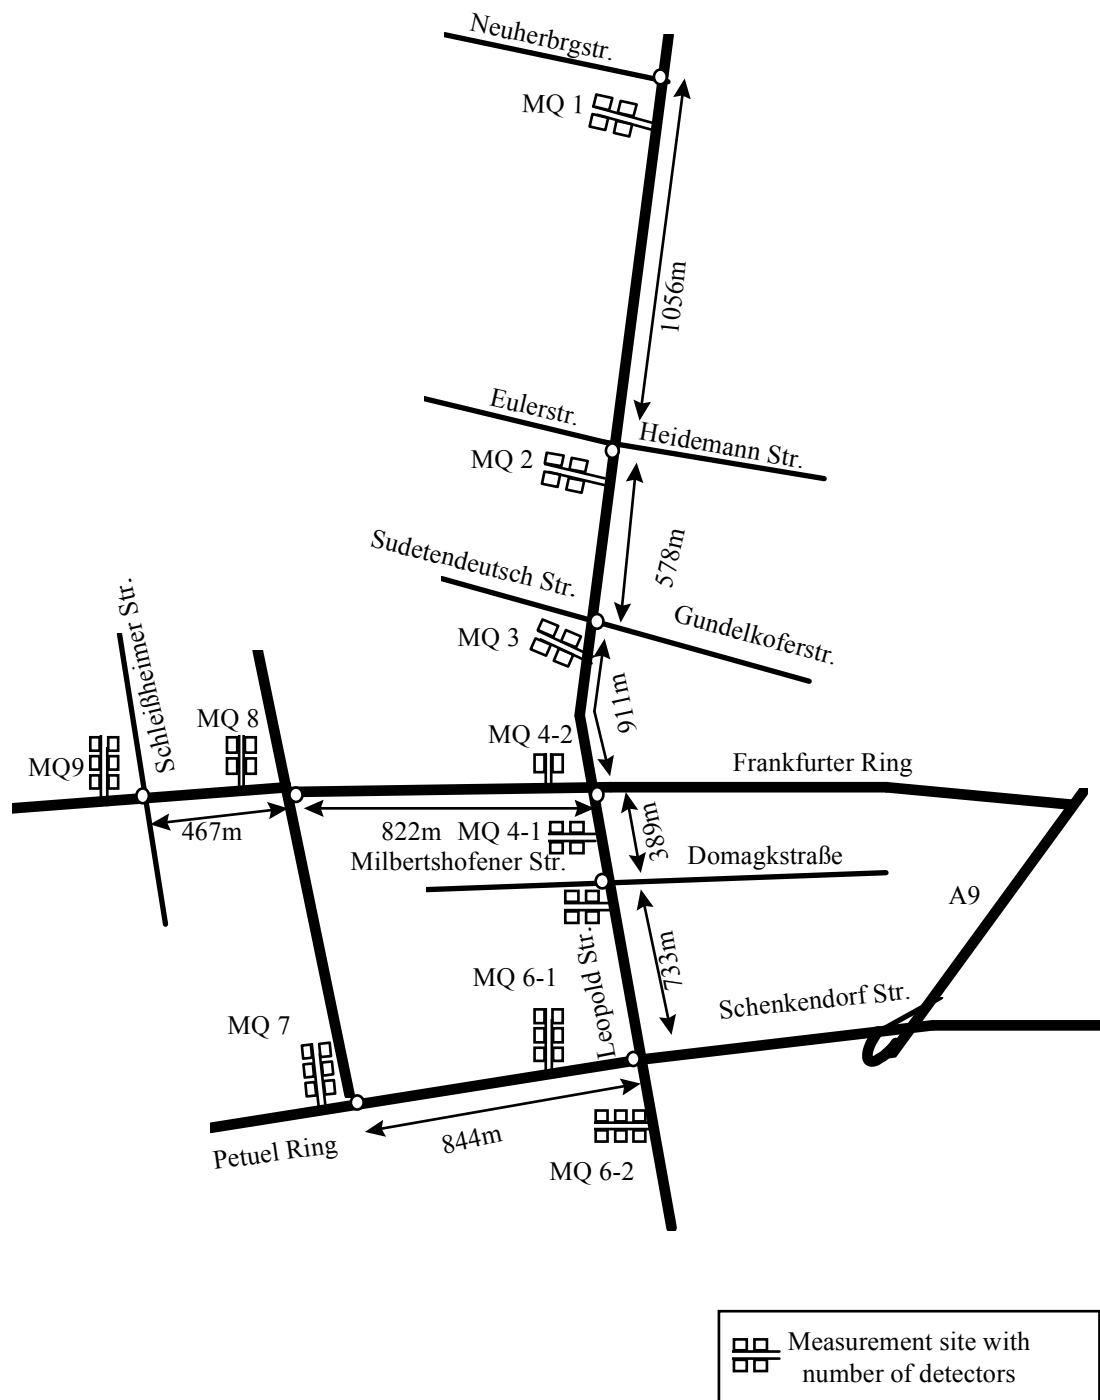 Neuherbrgstr.
MQ 1
1056m
Eulerstr.
Heidemann Str.
MQ 2
578m
Sudetendeutsch Str.
Gundelkoferstr.
MQ 3
Schleißheimer Str.
911m
MQ 8
MQ 4-2
MQ9
Frankfurter Ring
467m
822m
MQ 4-1
389m
Milbertshofener Str.
Domagkstraße
A9
Leopold Str.
733m
MQ 6-1
Schenkendorf Str.
MQ 7
844m
Petuel Ring
MQ 6-2
Measurement site with
number of detectors